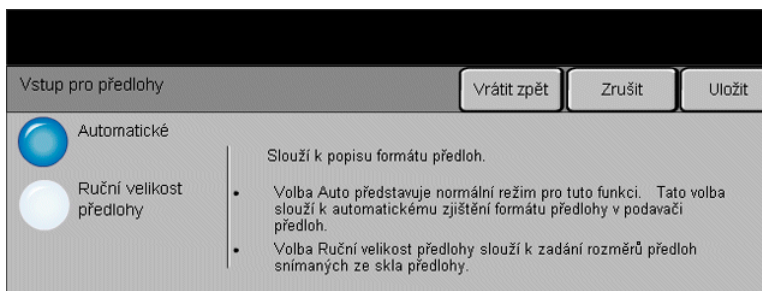 Vstup pro předlohy
Vrátit zpět
Zrušit
Uložit
Automatické
Ruční velikost
předlohy
Slouží k popisu formátu předloh.
• Volba Auto představuje normální režim pro tuto funkci. Tato volba
slouží k automatickému zjištění formátu předlohy v podavači
předloh.
• Volba Ruční velikost předlohy slouží k zadání rozměrů předloh
snímaných ze skla předlohy.